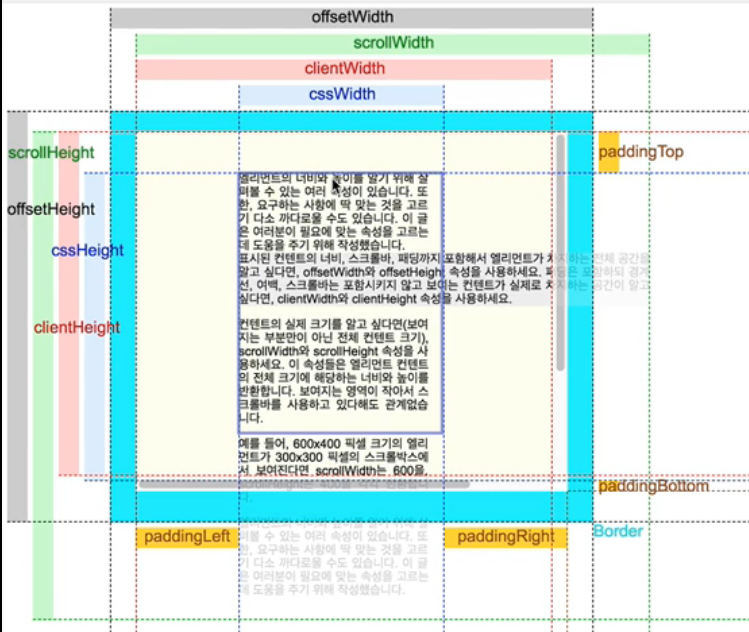 offsetWidth
scrollWidth
clientWidth
cssWidth
scrollHeight
offsetHeight
cssHeight
clientHeight
paddingTop
엘리먼트의 너비와 높이를 알기 위해 살
펴볼 수 있는 여러 속성이 있습니다. 또
한, 요구하는 사항에 딱 맞는 것을 고르
기 다소 까다로울 수도 있습니다. 이 글
은 여러분이 필요에 맞는 속성을 고르는
데 도움을 주기 위해 작성했습니다.
표시된 컨텐트의 너비, 스크롤바, 패딩까지 포함해서 엘리먼트가 차지하는 전체 공간을
알고 싶다면, offsetWidth와 offsetHeight 속성을 사용하세요. 패딩은 포함하되 경계
선, 여백, 스크롤바는 포함시키지 않고 보여는 컨텐트가 실제로 차지하는 공간이 알고
싶다면, clientWidth와 clientHeight 속성을 사용하세요.
컨텐트의 실제 크기를 알고 싶다면(보여
지는 부분만이 아닌 전체 컨텐트 크기),
scrollWidth와 scrollHeight 속성을 사
용하세요. 이 속성들은 엘리먼트 컨텐트
의 전체 크기에 해당하는 너비와 높이를
반환합니다. 보여지는 영역이 작아서 스
크롤바를 사용하고 있다해도 관계없습
니다.
예를 들어, 600x400 픽셀 크기의 엘리
먼트가 300x300 픽셀의 스크롤박스에
서 보여진다면 scrollWidth는 600을,
scrollHeight는 400을 각각 반환합니
다.
엘리먼트의 너비와 높이를 알기 위해 살
펴볼 수 있는 여러 속성이 있습니다. 또
한, 요구하는 사항에 딱 맞는 것을 고르
기 다소 까다로울 수도 있습니다. 이 글
은 여러분이 필요에 맞는 속성을 고르는
데 도움을 주기 위해 작성했습니다.
paddingBottom
Border
paddingLeft
paddingRight